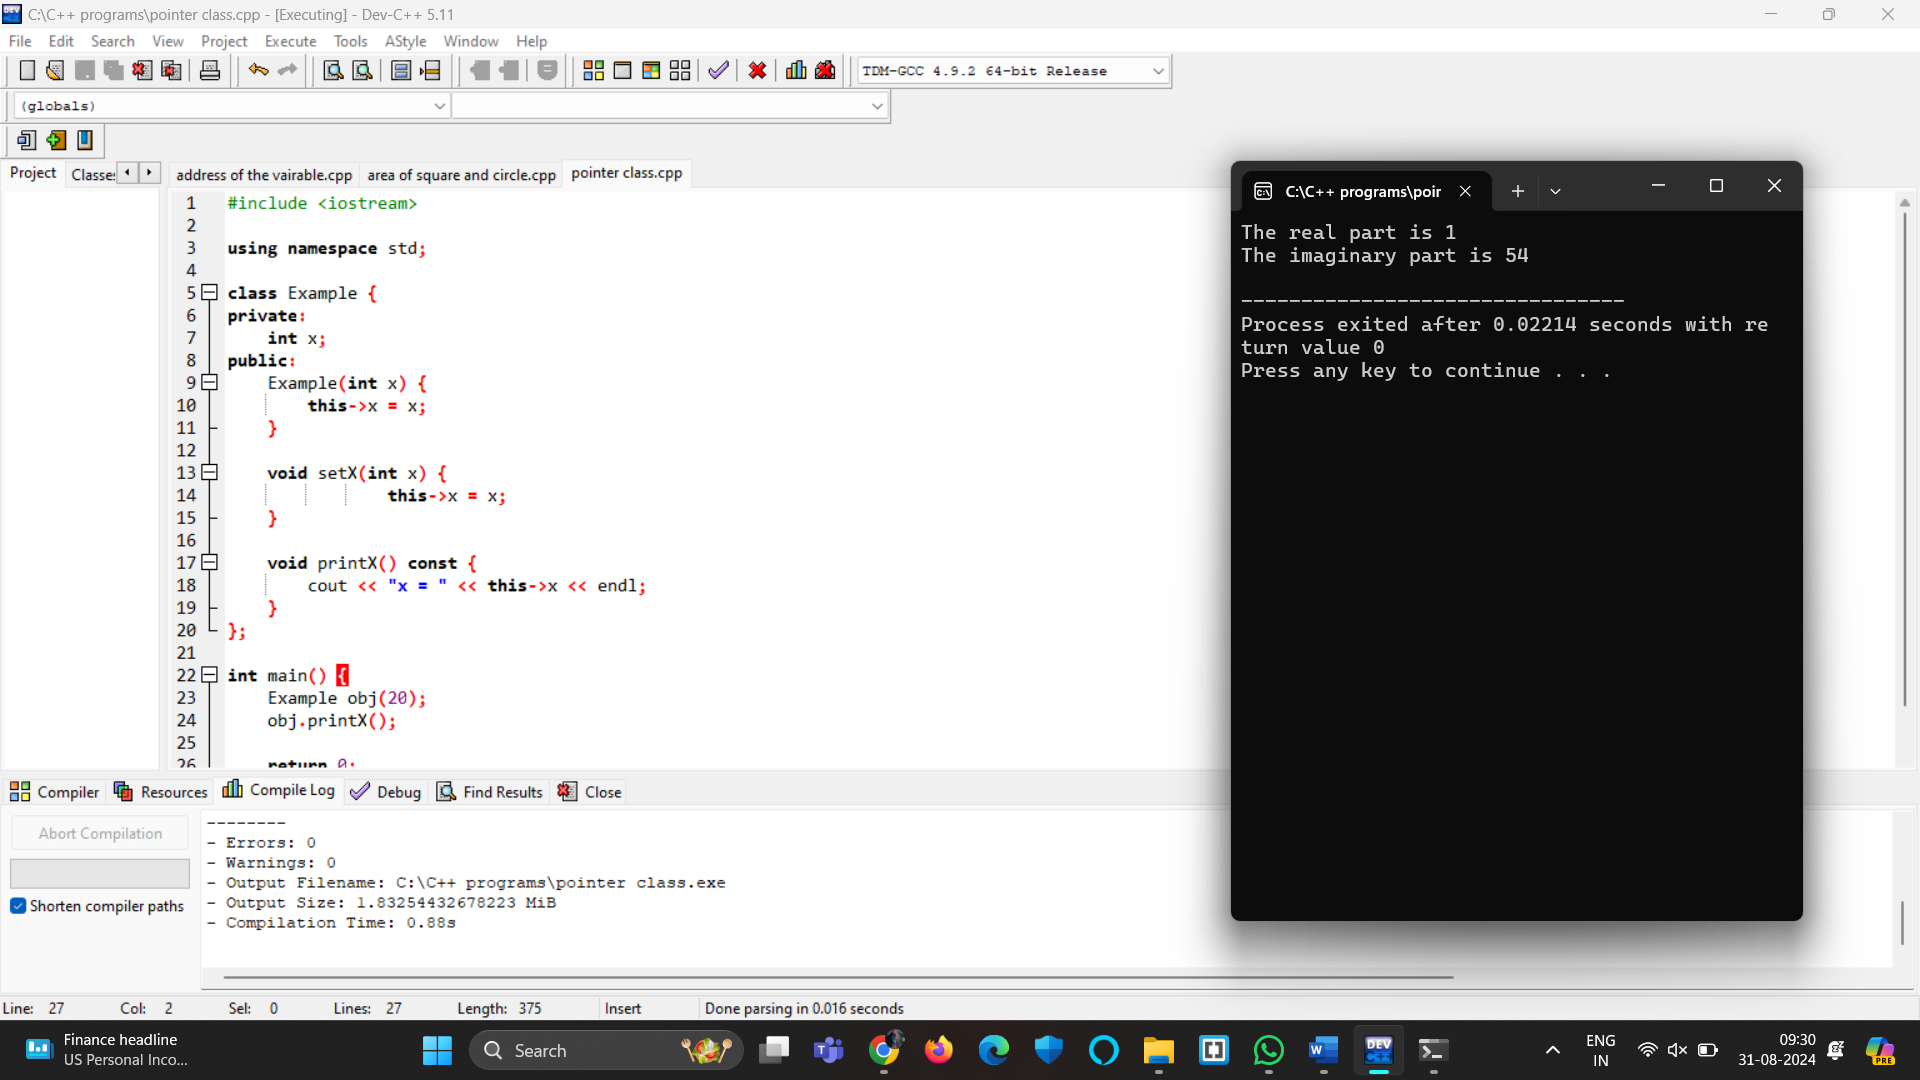 C:\C++ programs\pointer class.cpp - [Executing] - Dev-C++ 5.11
File Edit Search View Project Execute Tools AStyle Window Help
TDM-GCC 4.9.2 64-bit Release
(globals)
Project Classes
address of the vairable.cpp area of square and circle.cpp pointer class.cpp
1 #include <iostream>
2
3 using namespace std;
4
5 class Example {
6 private:
7 int x;
8 public:
9 Example(int x) {
10 this->x = x;
11 }
12
13 void setX(int x) {
14 this->x = x;
15 }
16
17 void printX() const {
18 cout << "x = " << this->x << endl;
19 }
20 };
21
22 int main() {
23 Example obj(20);
24 obj.printX();
25
26 return 0;
C:\C++ programs\poir
The real part is 1
The imaginary part is 54
--------------------------------
Process exited after 0.02214 seconds with re
turn value 0
Press any key to continue . . .
Compiler Resources Compile Log Debug Find Results Close
Abort Compilation
Shorten compiler paths
--------
- Errors: 0
- Warnings: 0
- Output Filename: C:\C++ programs\pointer class.exe
- Output Size: 1.83254432678223 MiB
- Compilation Time: 0.88s
Line: 27 Col: 2 Sel: 0 Lines: 27 Length: 375 Insert Done parsing in 0.016 seconds
Finance headline
US Personal Inco...
Search
DEV
C++
ENG
IN
09:30
31-08-2024
PRE